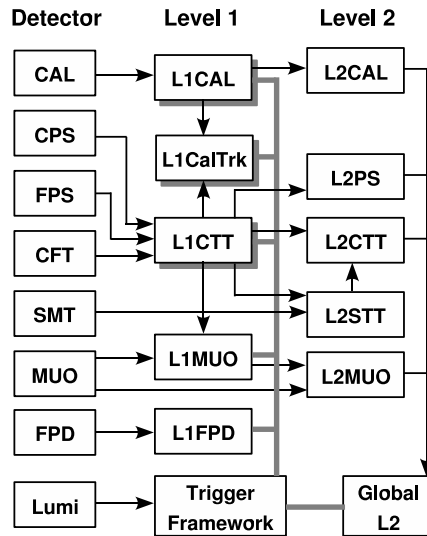 Detector Level 1 Level 2
CAL L1CAL L2CAL
CPS
L1CalTrk
FPS L2PS
L1CTT L2CTT
CFT
SMT L2STT
L1MUO
MUO L2MUO
FPD L1FPD
Lumi Trigger Global
Framework L2